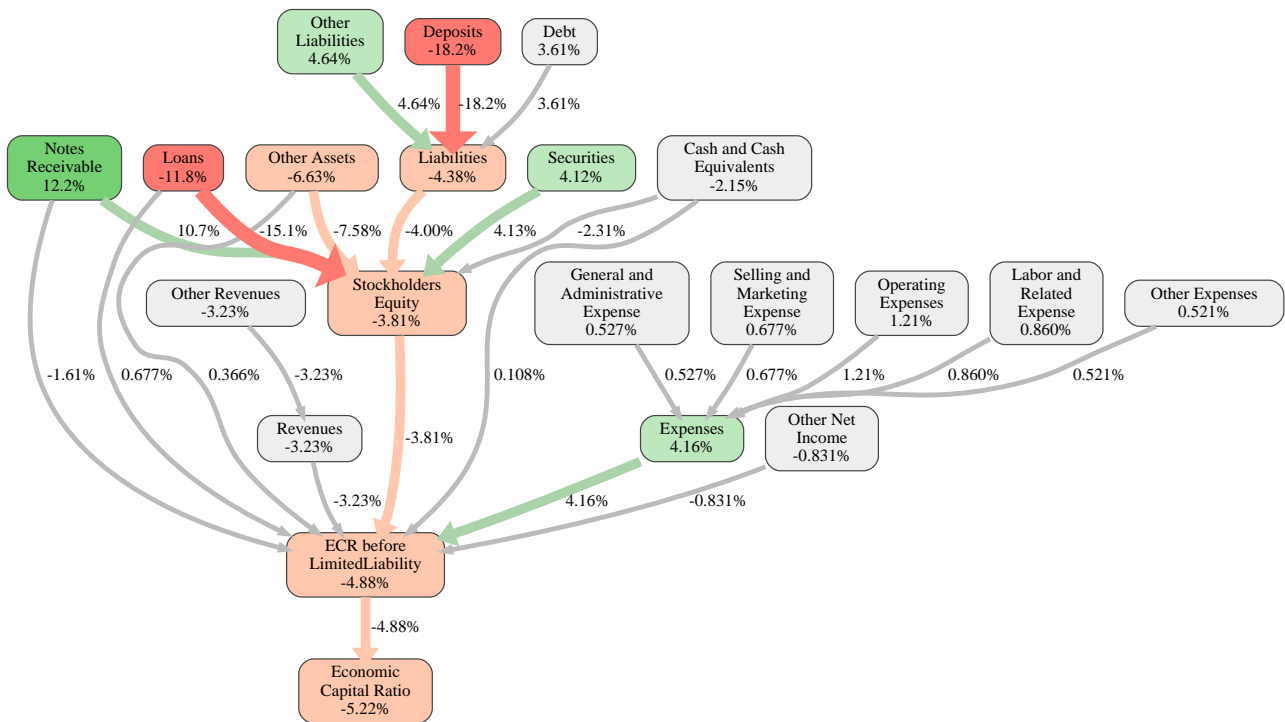 Other
Liabilities
4.64%
Deposits
-18.2%
Debt
3.61%
4.64%
-18.2%
3.61%
Notes
Receivable
12.2%
Loans
-11.8%
Other Assets
-6.63%
Liabilities
-4.38%
Securities
4.12%
Cash and Cash
Equivalents
-2.15%
10.7%
-15.1%
-7.58%
-4.00%
4.13%
-2.31%
Other Revenues
-3.23%
Stockholders
Equity
-3.81%
General and
Administrative
Expense
0.527%
Selling and
Marketing
Expense
0.677%
Operating
Expenses
1.21%
Labor and
Related
Expense
0.860%
Other Expenses
0.521%
-1.61%
0.677%
0.366%
-3.23%
0.108%
0.527%
0.677%
1.21%
0.860%
0.521%
Revenues
-3.23%
-3.81%
Expenses
4.16%
Other Net
Income
-0.831%
-3.23%
4.16%
-0.831%
ECR before
LimitedLiability
-4.88%
-4.88%
Economic
Capital Ratio
-5.22%